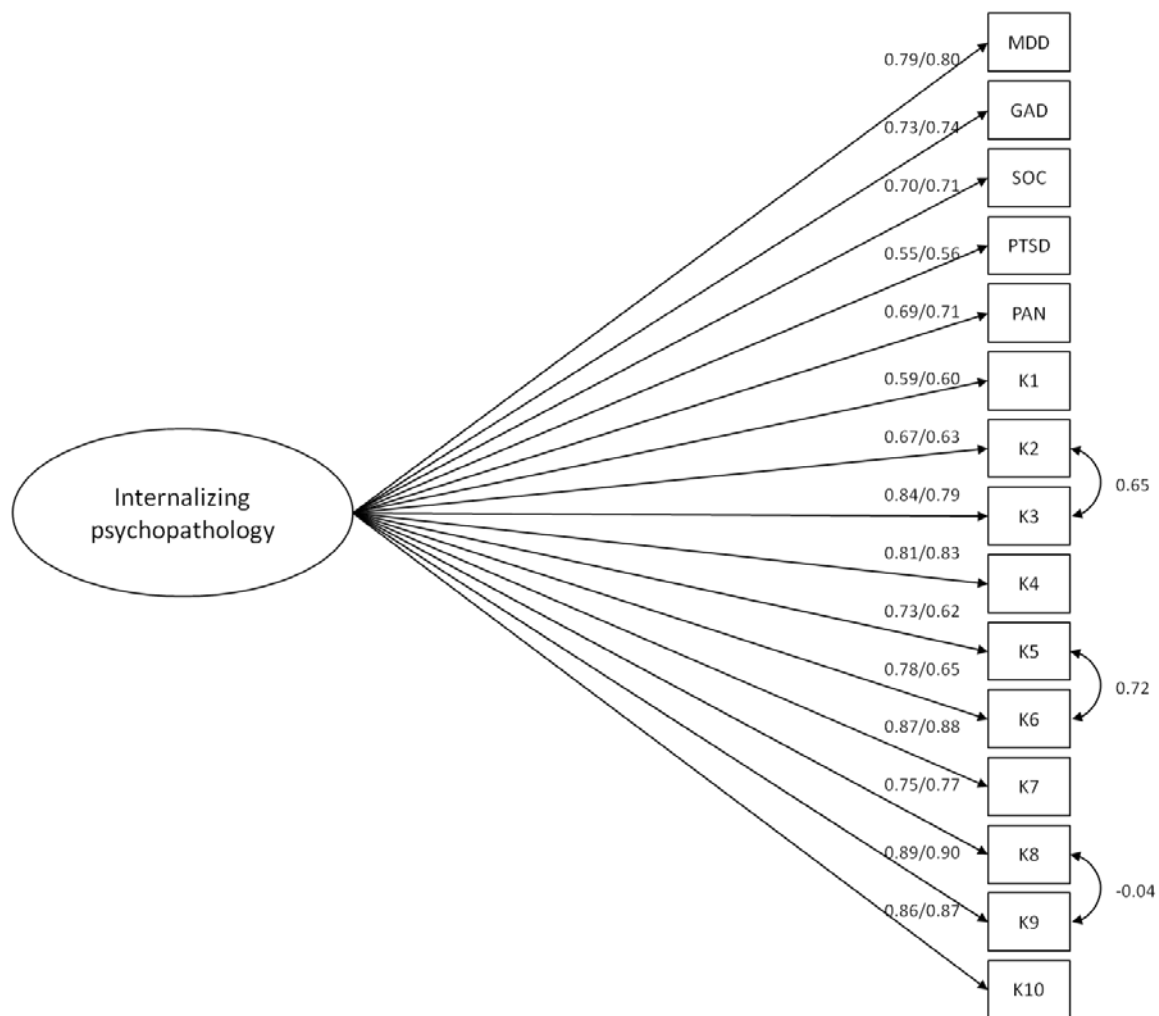 MDD
0.79/0.80
GAD
0.73/0.74
SOC
0.70/0.71
PTSD
0.55/0.56
PAN
0.69/0.71
K1
0.59/0.60
K2
0.67/0.63
0.65
Internalizing
psychopathology
K3
0.84/0.79
K4
0.81/0.83
K5
0.73/0.62
0.72
K6
0.78/0.65
K7
0.87/0.88
K8
0.75/0.77
-0.04
K9
0.89/0.90
K10
0.86/0.87